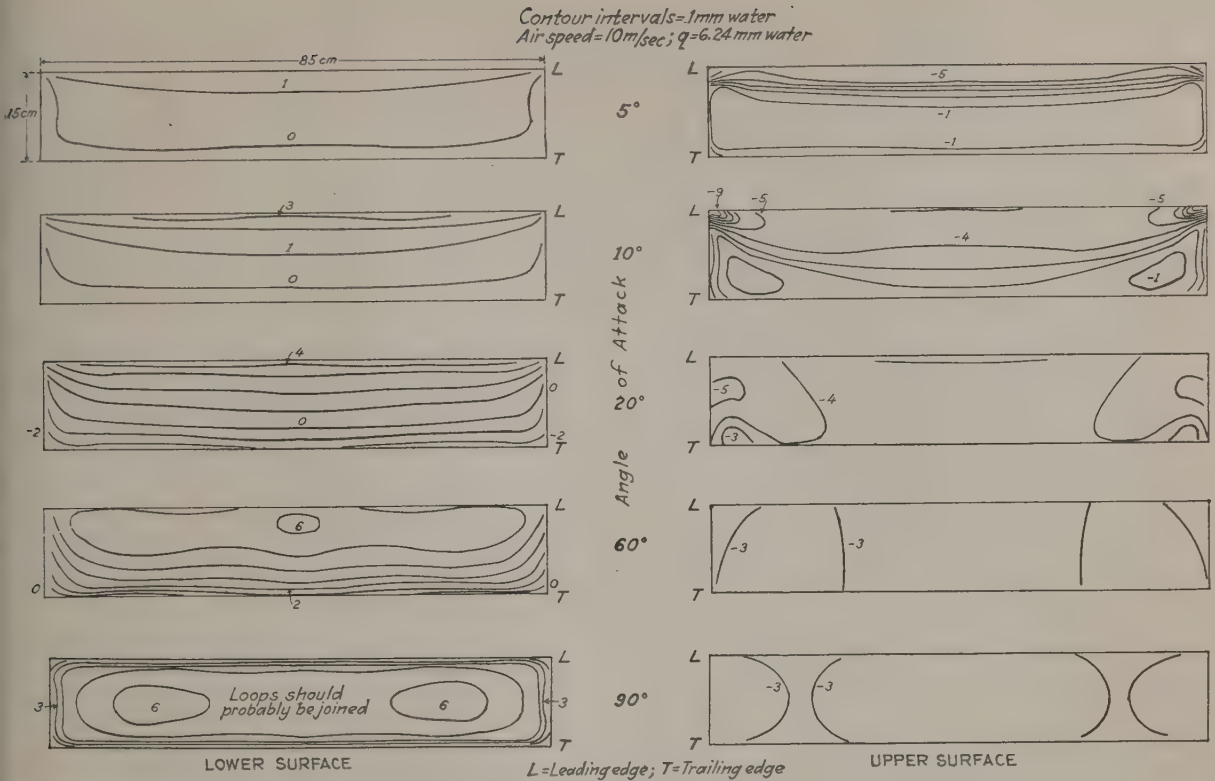 Contour intervals=.1mm water
Air speed=10m/sec; q=6.24mm water
85 cm
L
L
1
-5
15cm
5°
-1
0
-1
T
T
3
L
-9
-5
-5
L
-4
1
10°
0
-1
T
T
4
L
L
0
-5
-4
20°
0
-2
-2
-3
T
T
Angle of Attack
L
L
6
60°
-3
-3
0
0
T
2
T
L
L
Loops should
probably be joined
6
6
3
3
90°
-3
-3
T
T
LOWER SURFACE
L=Leading edge; T=Trailing edge
UPPER SURFACE